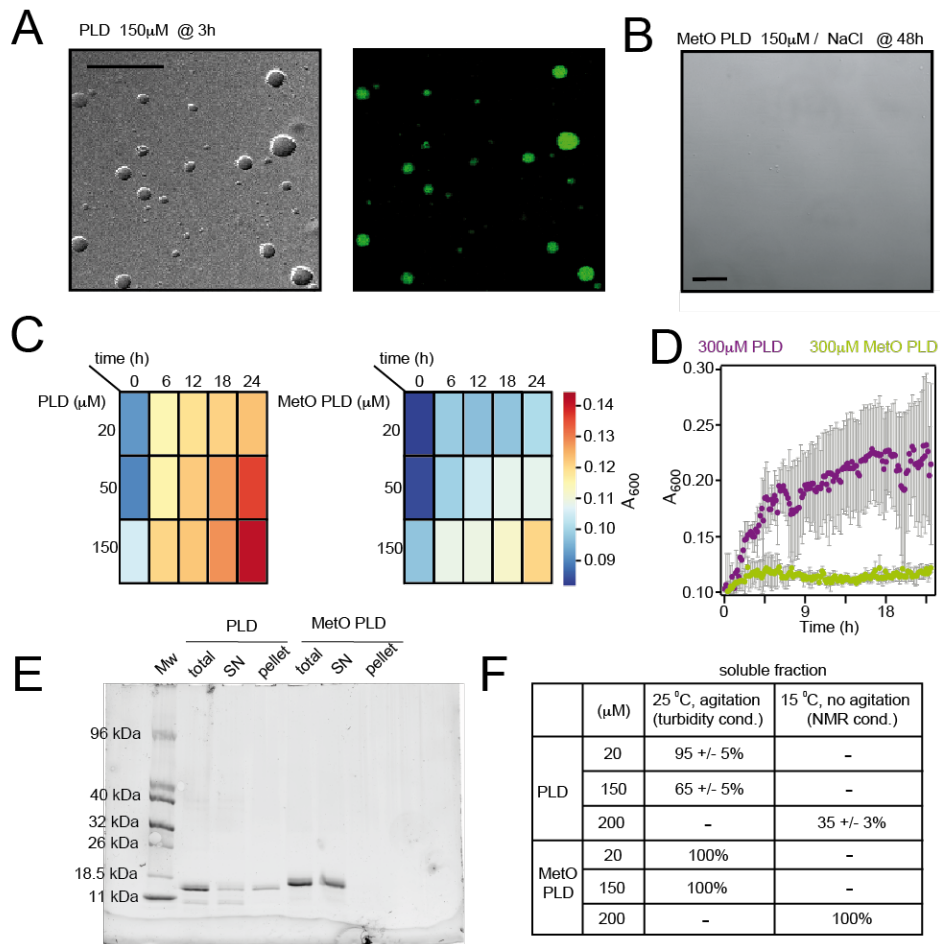 A
PLD 150µM @ 3h
B
MetO PLD 150µM / NaCl @ 48h
C
time (h)
0 6 12 18 24
PLD (µM)
20
50
150
time (h)
0 6 12 18 24
MetO PLD (µM)
20
50
150
0.14
0.13
0.12
0.11
0.10
0.09
A600
D
300µM PLD 300µM MetO PLD
0.30
0.25
0.20
0.15
0.10
A600
0 9 18
Time (h)
E
PLD MetO PLD
Mw total SN pellet total SN pellet
96 kDa
40 kDa
32 kDa
26 kDa
18.5 kDa
11 kDa
F
soluble fraction
(µM) 25 ⁰C, agitation (turbidity cond.) 15 ⁰C, no agitation (NMR cond.)
PLD
20 95 +/- 5% –
150 65 +/- 5% –
200 – 35 +/- 3%
MetO PLD
20 100% –
150 100% –
200 – 100%